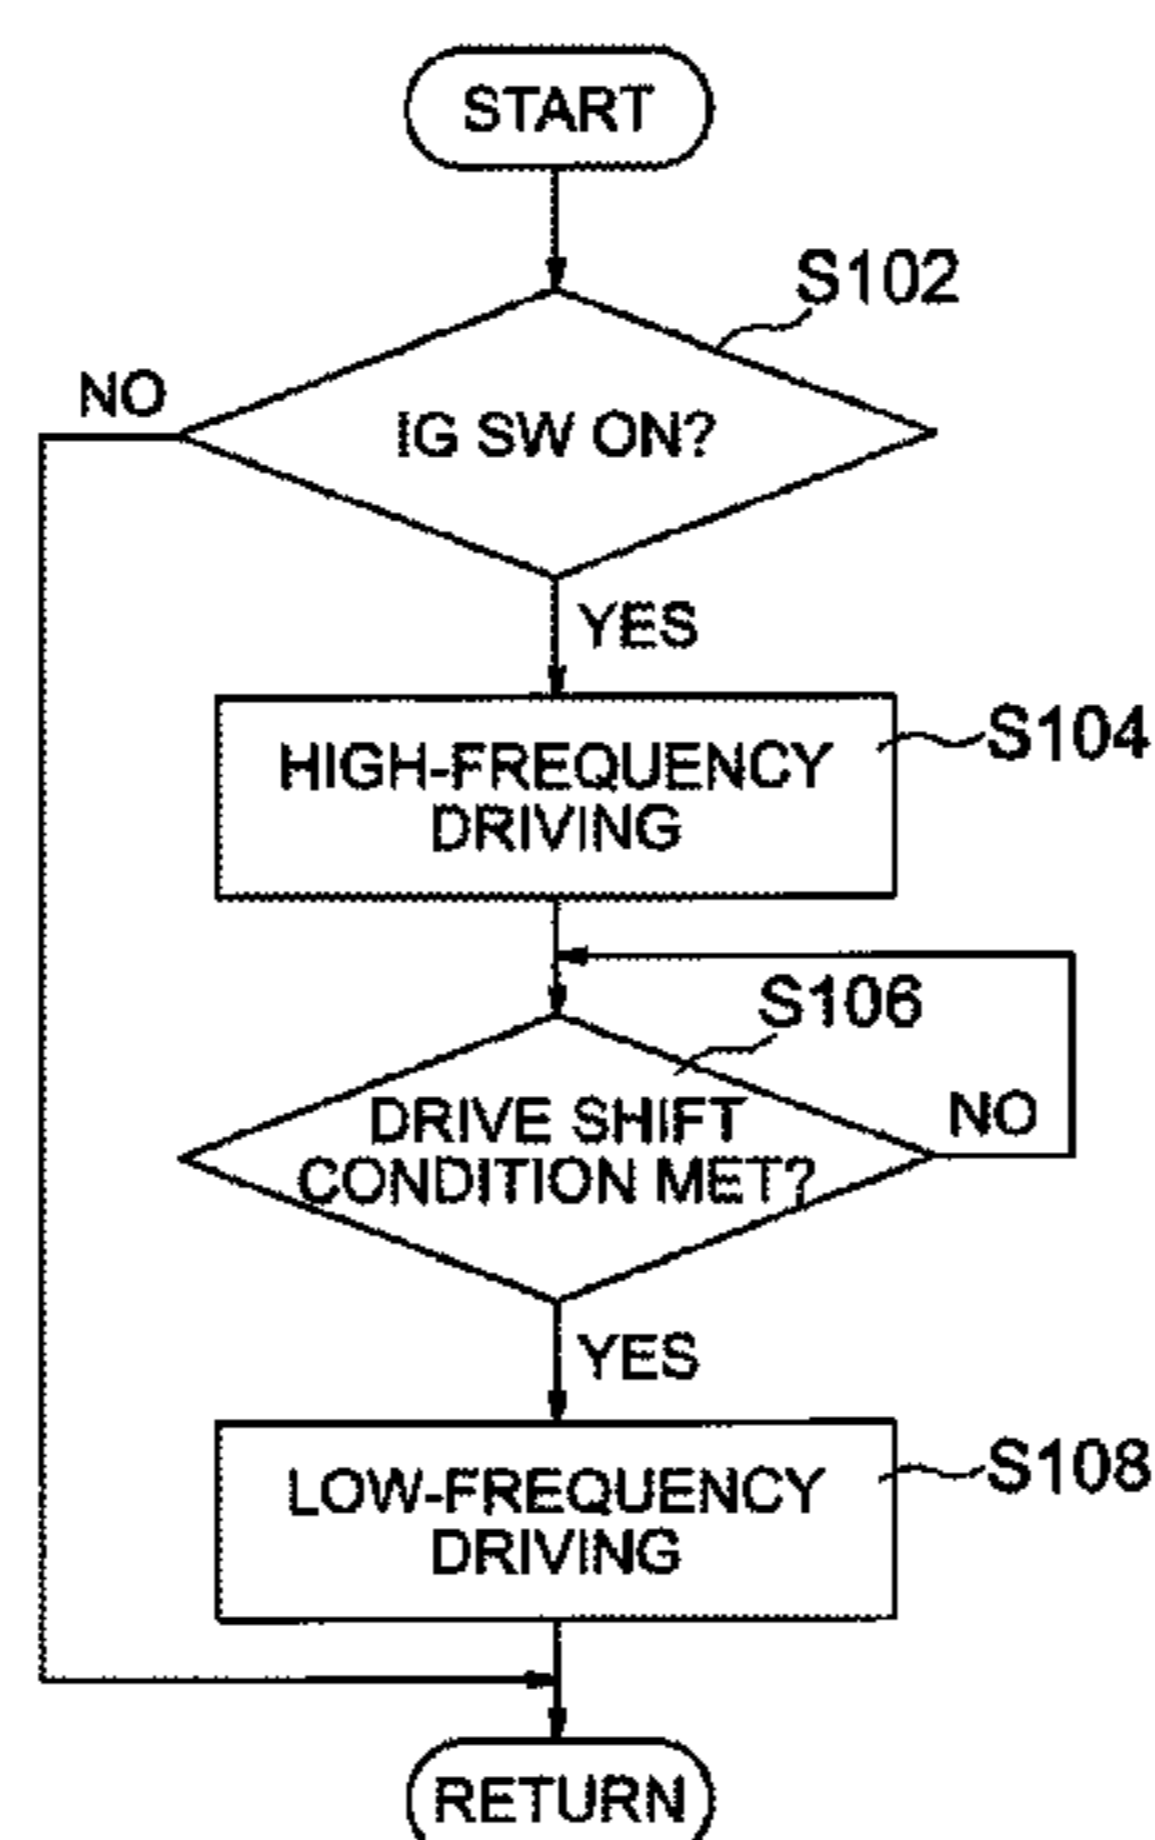 START
S102
NO
IG SW ON?
YES
S104
HIGH-FREQUENCY
DRIVING
S106
DRIVE SHIFT
CONDITION MET?
NO
YES
S108
LOW-FREQUENCY
DRIVING
RETURN